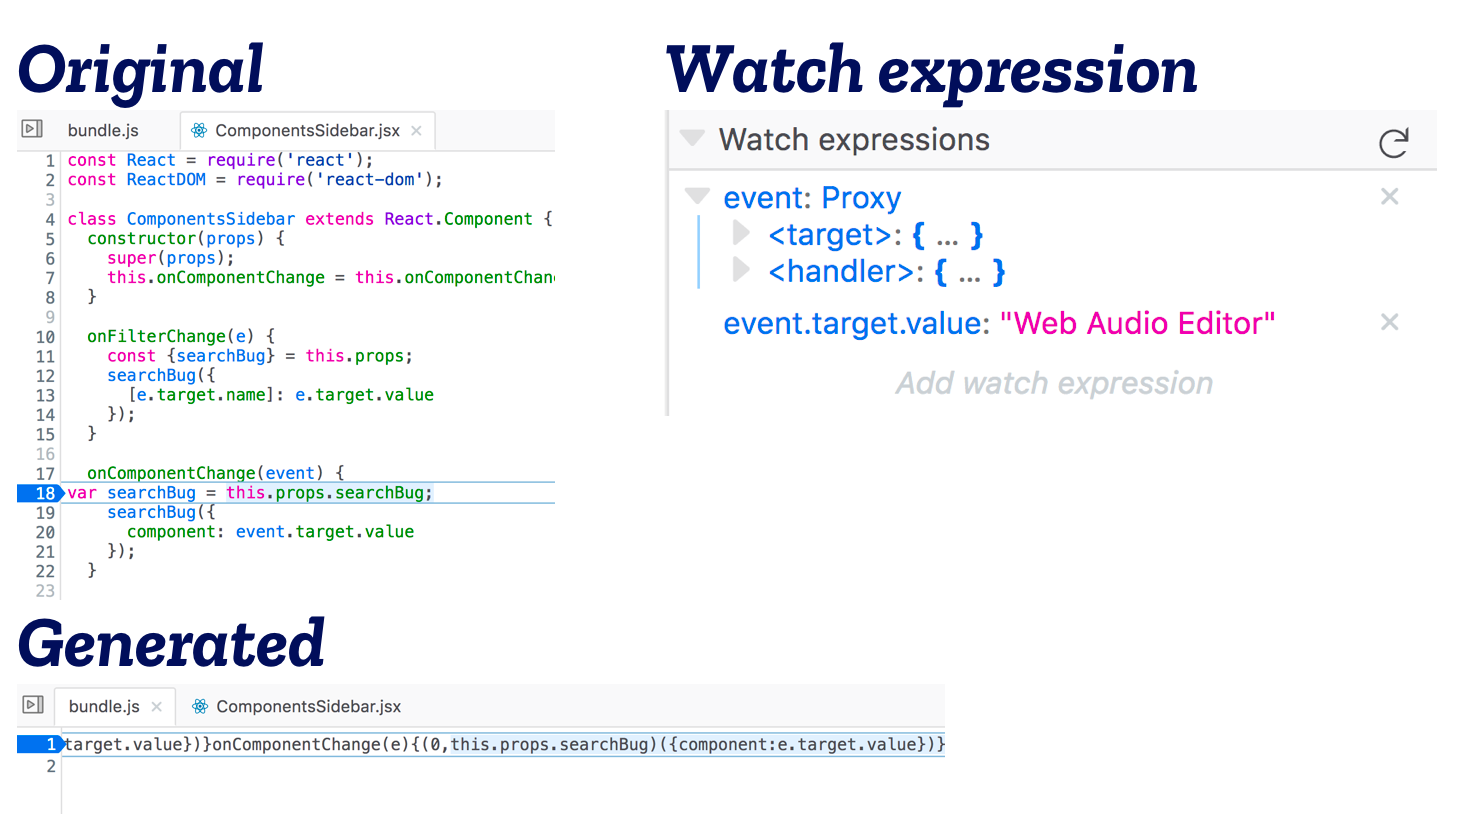 Original
bundle.js
ComponentsSidebar.jsx ×
1 const React = require('react');
2 const ReactDOM = require('react-dom');
3
4 class ComponentsSidebar extends React.Component {
5 constructor(props) {
6 super(props);
7 this.onComponentChange = this.onComponentChan
8 }
9
10 onFilterChange(e) {
11 const {searchBug} = this.props;
12 searchBug({
13 [e.target.name]: e.target.value
14 });
15 }
16
17 onComponentChange(event) {
18 var searchBug = this.props.searchBug;
19 searchBug({
20 component: event.target.value
21 });
22 }
23
Watch expression
Watch expressions
event: Proxy ×
<target>: { … }
<handler>: { … }
event.target.value: "Web Audio Editor" ×
Add watch expression
Generated
bundle.js ×
ComponentsSidebar.jsx
1 target.value})}onComponentChange(e){(0,this.props.searchBug)({component:e.target.value})}
2